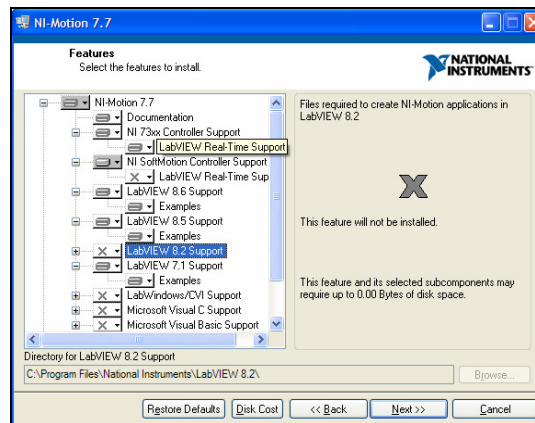 NI-Motion 7.7
Features
Select the features to install.
NATIONAL
INSTRUMENTS
NI-Motion 7.7
Documentation
NI 73xx Controller Support
LabVIEW Real-Time Support
NI SoftMotion Controller Support
LabVIEW Real-Time Sup
LabVIEW 8.6 Support
Examples
LabVIEW 8.5 Support
Examples
LabVIEW 8.2 Support
LabVIEW 7.1 Support
Examples
LabWindows/CVI Support
Microsoft Visual C Support
Microsoft Visual Basic Support
Files required to create NI-Motion applications in
LabVIEW 8.2
This feature will not be installed.
This feature and its selected subcomponents may
require up to 0.00 Bytes of disk space.
Directory for LabVIEW 8.2 Support
C:\Program Files\National Instruments\LabVIEW 8.2\
Browse...
Restore Defaults
Disk Cost
<< Back
Next >>
Cancel